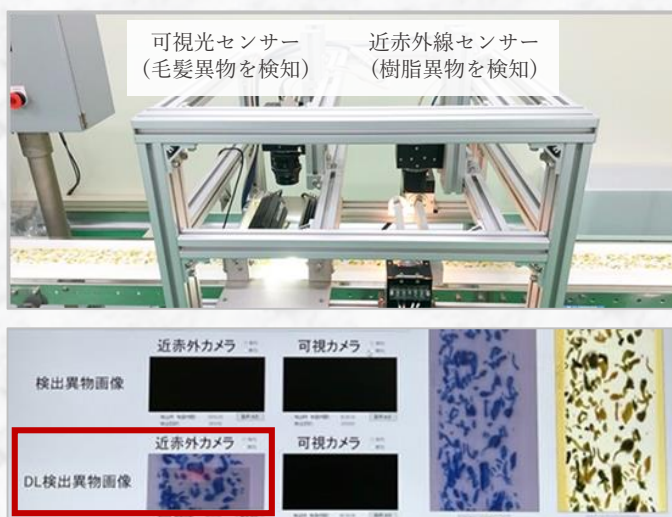 可視光センサー
(毛髪異物を検知)
近赤外線センサー
(樹脂異物を検知)
近赤外カメラ
可視カメラ
検出異物画像
近赤外カメラ
可視カメラ
DL検出異物画像